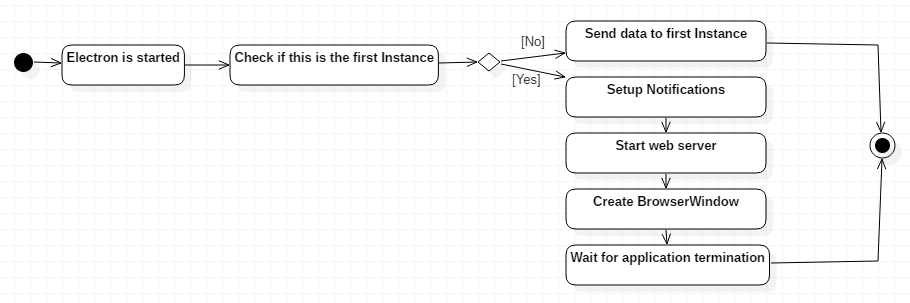 Electron is started
Check if this is the first Instance
[No]
[Yes]
Send data to first Instance
Setup Notifications
Start web server
Create BrowserWindow
Wait for application termination